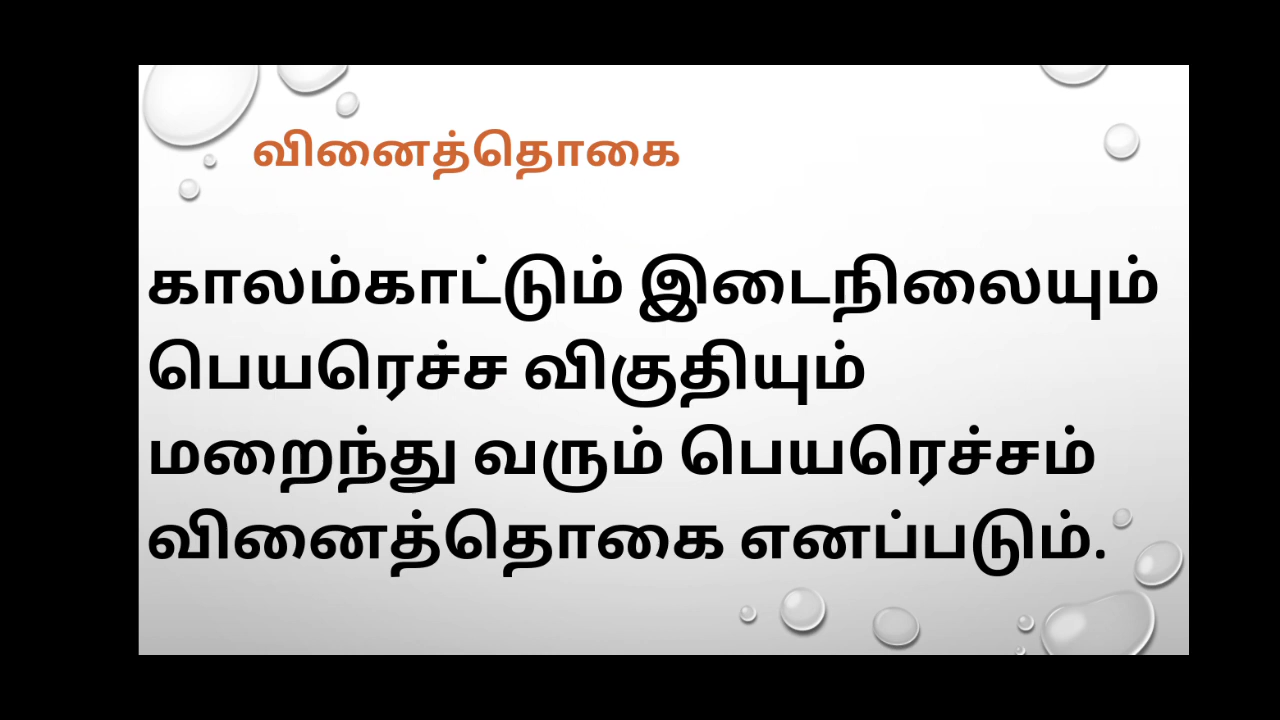 வினைத்தொகை
காலம்காட்டும் இடைநிலையும்
பெயரெச்ச விகுதியும்
மறைந்து வரும் பெயரெச்சம்
வினைத்தொகை எனப்படும்.